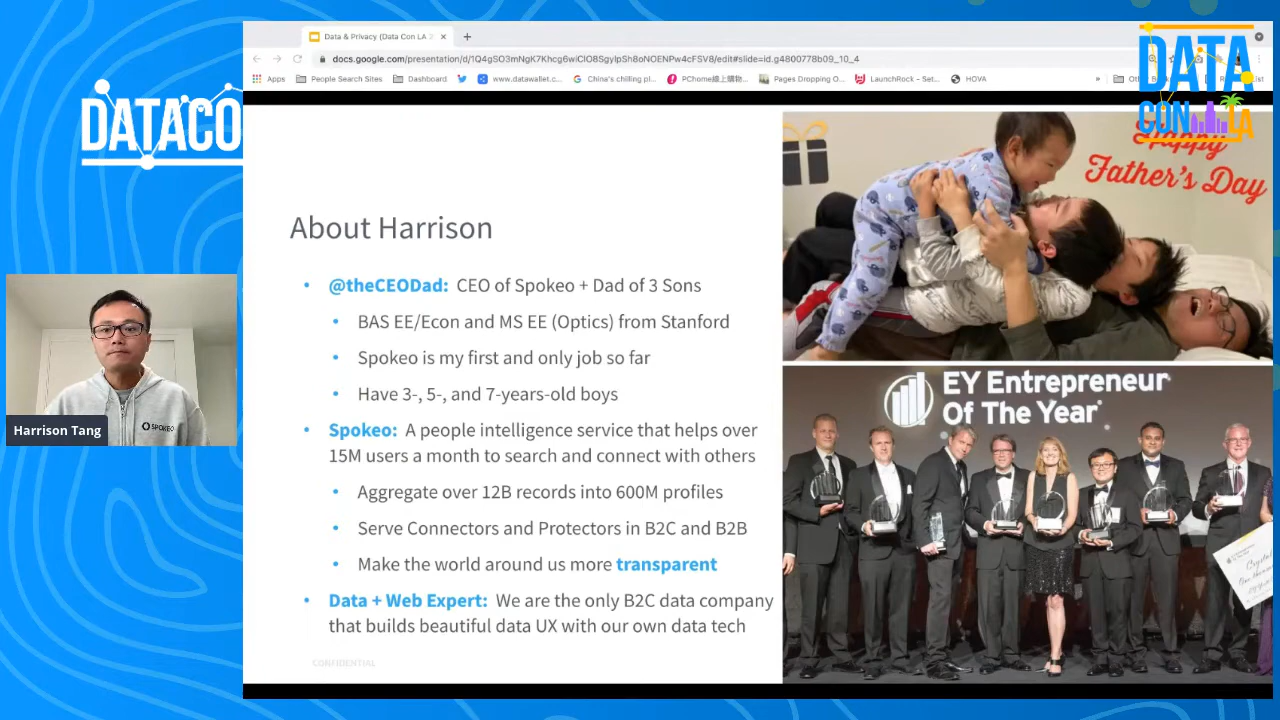 Data & Privacy (Data Con LA 2
docs.google.com/presentation/d/1Q4gSO3mNgK7Khcg6wiClO8SgylpSh8oNOENPw4cFSV8/edit#slide=id.g4800778b09_10_4
Apps
People Search Sites
Dashboard
www.datawallet.c...
China's chilling pl...
PChome線上購物...
Pages Dropping O...
LaunchRock – Set...
HOVA
»
DATA
CON LA
DATACO
Happy
Father's Day
About Harrison
• @theCEODad: CEO of Spokeo + Dad of 3 Sons
• BAS EE/Econ and MS EE (Optics) from Stanford
• Spokeo is my first and only job so far
• Have 3-, 5-, and 7-years-old boys
• Spokeo: A people intelligence service that helps over
15M users a month to search and connect with others
• Aggregate over 12B records into 600M profiles
• Serve Connectors and Protectors in B2C and B2B
• Make the world around us more transparent
• Data + Web Expert: We are the only B2C data company
that builds beautiful data UX with our own data tech
CONFIDENTIAL
EY Entrepreneur
Of The Year
SPOKEO
Harrison Tang